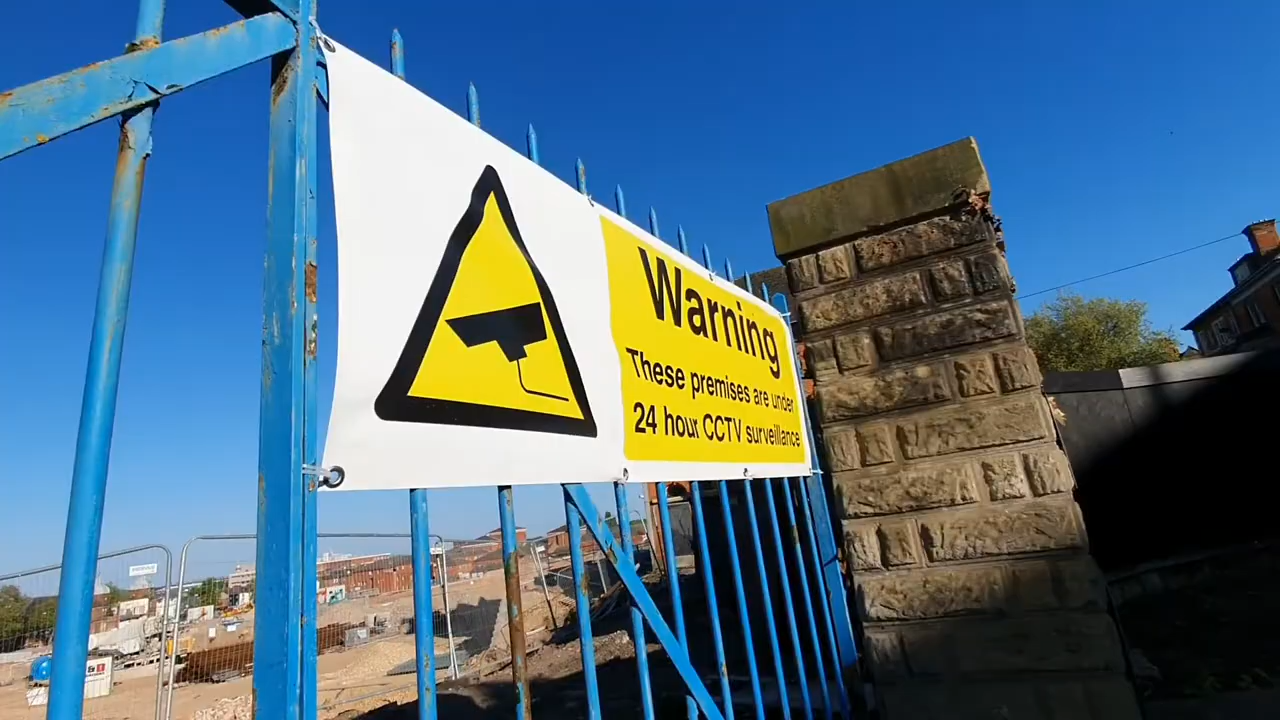 Warning
These premises are under
24 hour CCTV surveillance